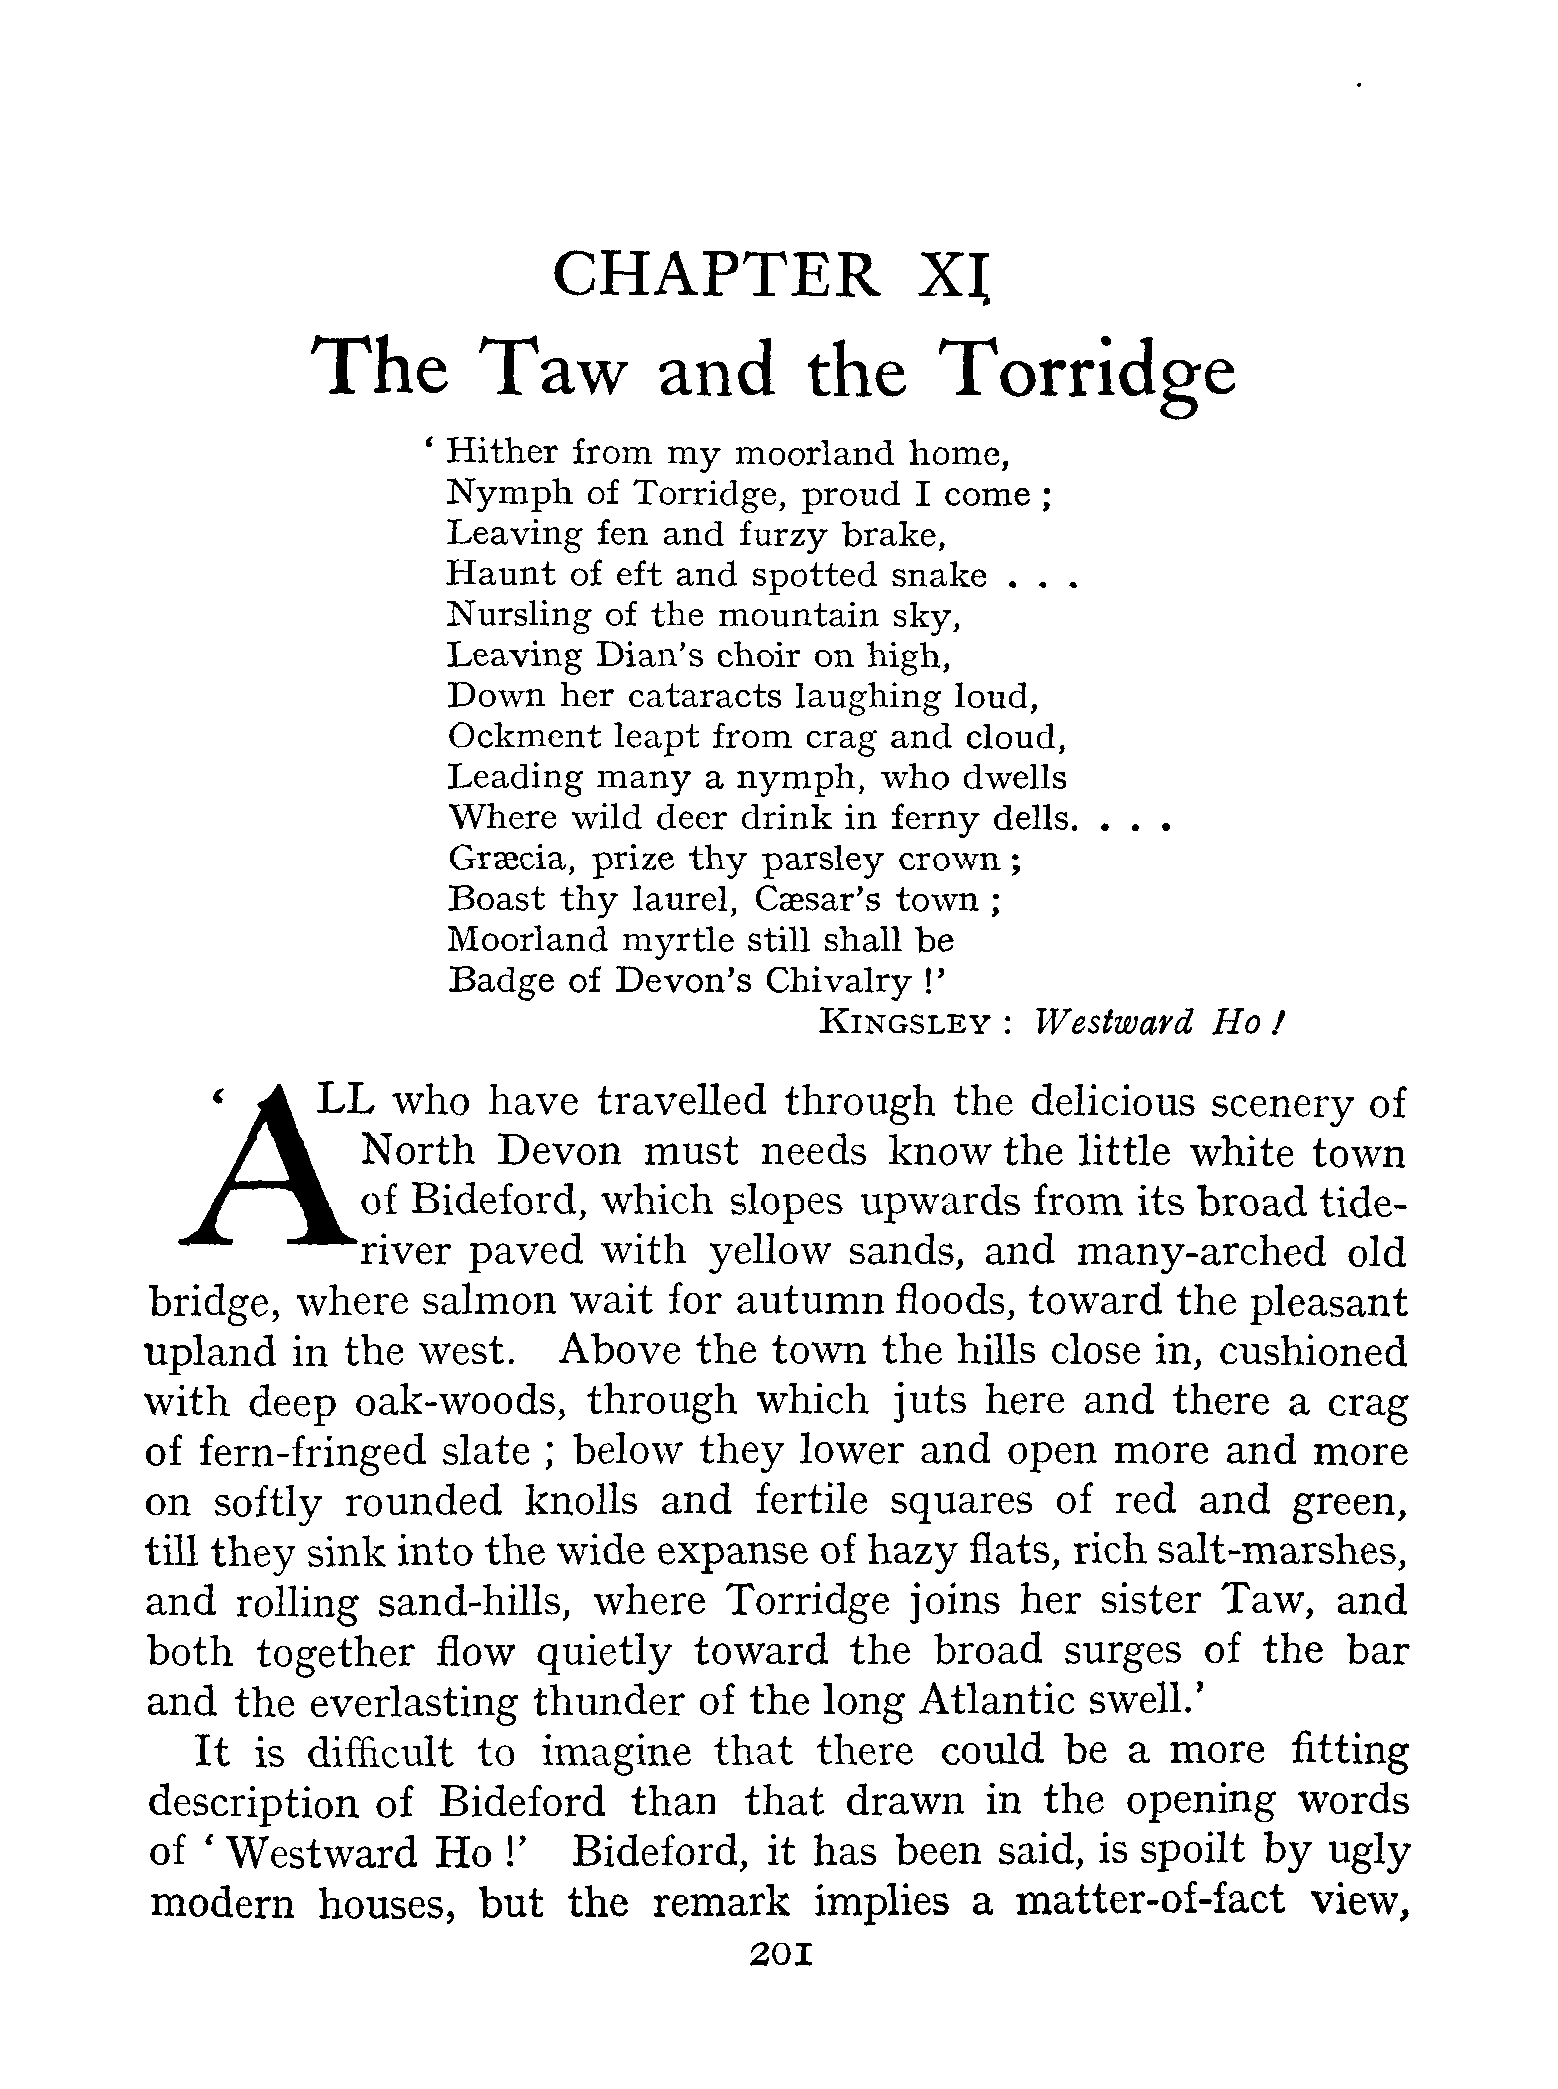 CHAPTER XI
The Taw and the Torridge
‘ Hither from my moorland home,
Nymph of Torridge, proud I come ;
Leaving fen and furzy brake,
Haunt of eft and spotted snake . . .
Nursling of the mountain sky,
Leaving Dian’s choir on high,
Down her cataracts laughing loud,
Ockment leapt from crag and cloud,
Leading many a nymph, who dwells
Where wild deer drink in ferny dells. . . .
Græcia, prize thy parsley crown ;
Boast thy laurel, Cæsar’s town ;
Moorland myrtle still shall be
Badge of Devon’s Chivalry !’
KINGSLEY : Westward Ho !
‘ ALL who have travelled through the delicious scenery of
North Devon must needs know the little white town
of Bideford, which slopes upwards from its broad tide-
river paved with yellow sands, and many-arched old
bridge, where salmon wait for autumn floods, toward the pleasant
upland in the west. Above the town the hills close in, cushioned
with deep oak-woods, through which juts here and there a crag
of fern-fringed slate ; below they lower and open more and more
on softly rounded knolls and fertile squares of red and green,
till they sink into the wide expanse of hazy flats, rich salt-marshes,
and rolling sand-hills, where Torridge joins her sister Taw, and
both together flow quietly toward the broad surges of the bar
and the everlasting thunder of the long Atlantic swell.’
It is difficult to imagine that there could be a more fitting
description of Bideford than that drawn in the opening words
of ‘ Westward Ho !’ Bideford, it has been said, is spoilt by ugly
modern houses, but the remark implies a matter-of-fact view,
201